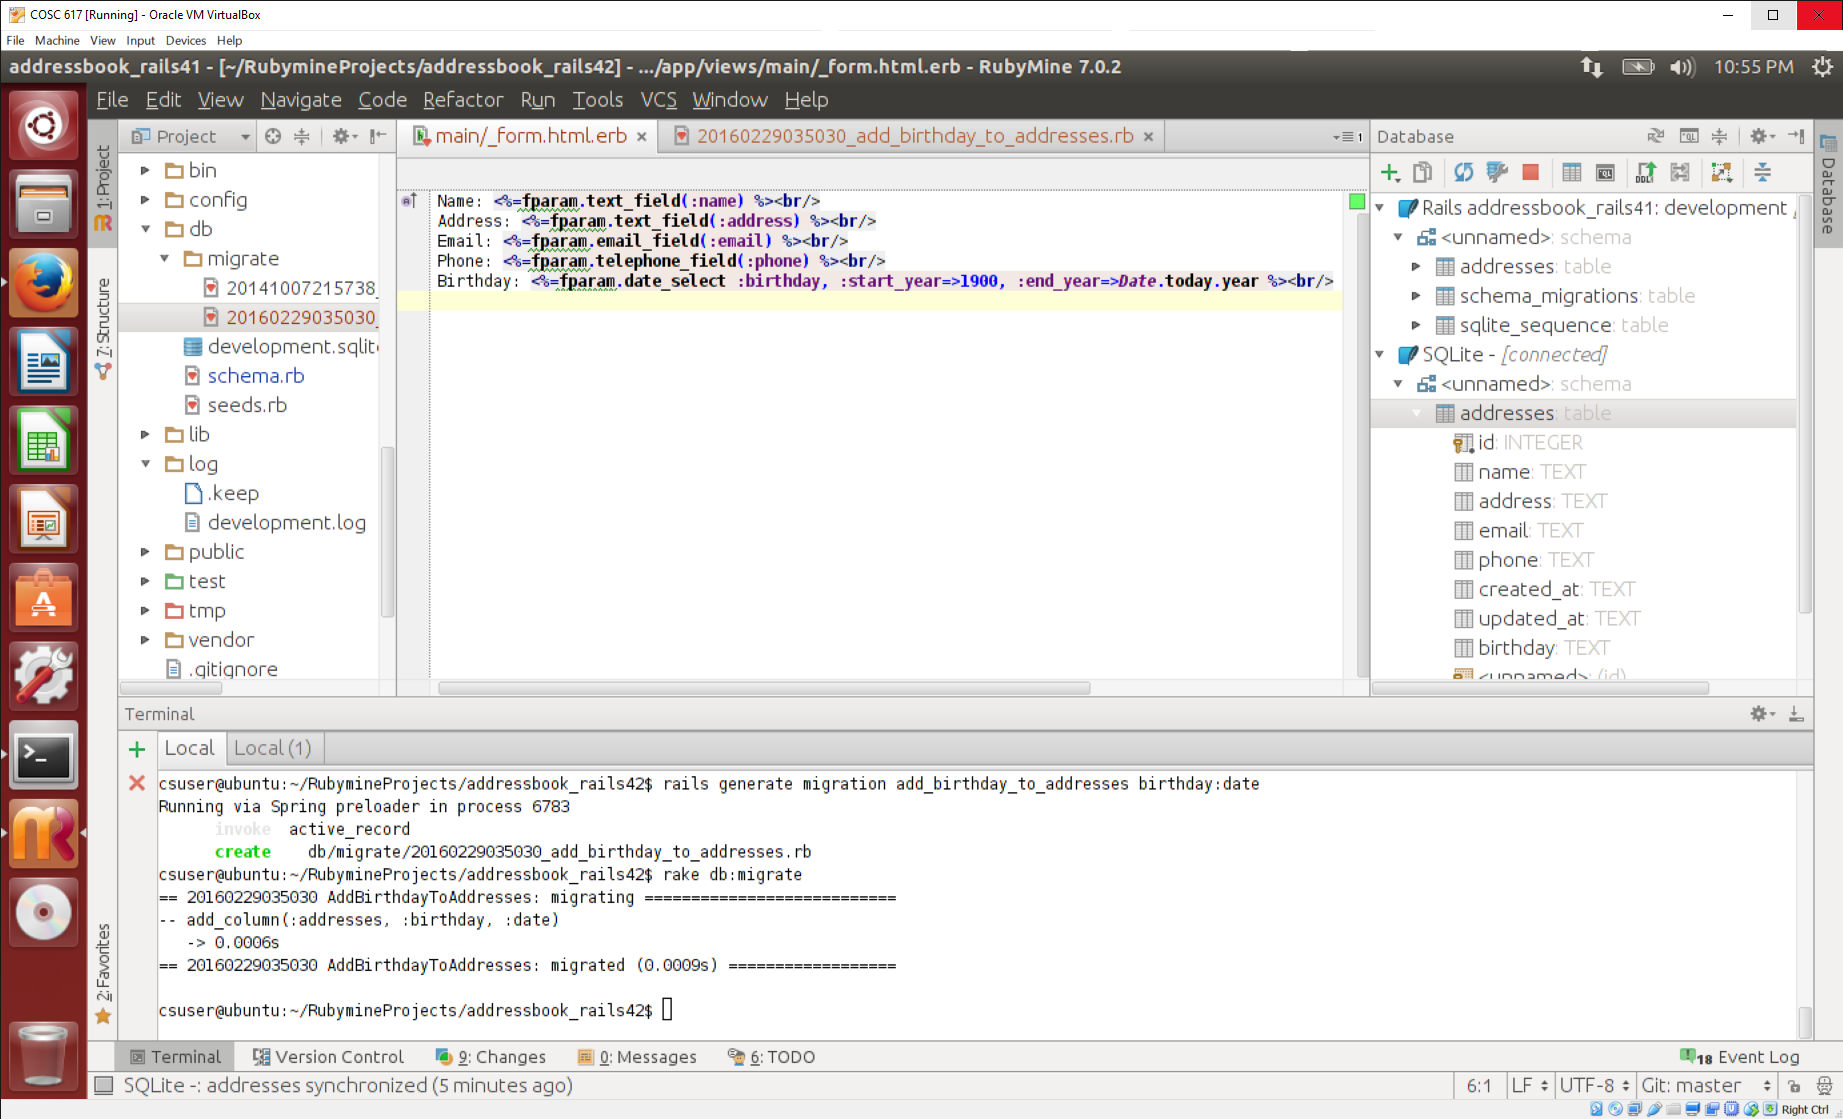 COSC 617 [Running] - Oracle VM VirtualBox
File Machine View Input Devices Help
addressbook_rails41 - [~/RubymineProjects/addressbook_rails42] - .../app/views/main/_form.html.erb - RubyMine 7.0.2
10:55 PM
File Edit View Navigate Code Refactor Run Tools VCS Window Help
1: Project
7: Structure
2: Favorites
Project
bin
config
db
migrate
20141007215738_
20160229035030_
development.sqlite
schema.rb
seeds.rb
lib
log
.keep
development.log
public
test
tmp
vendor
.gitignore
main/_form.html.erb
20160229035030_add_birthday_to_addresses.rb
1
Name: <%=fparam.text_field(:name) %><br/>
Address: <%=fparam.text_field(:address) %><br/>
Email: <%=fparam.email_field(:email) %><br/>
Phone: <%=fparam.telephone_field(:phone) %><br/>
Birthday: <%=fparam.date_select :birthday, :start_year=>1900, :end_year=>Date.today.year %><br/>
Database
Database
Rails addressbook_rails41: development
<unnamed>: schema
addresses: table
schema_migrations: table
sqlite_sequence: table
SQLite - [connected]
<unnamed>: schema
addresses: table
id: INTEGER
name: TEXT
address: TEXT
email: TEXT
phone: TEXT
created_at: TEXT
updated_at: TEXT
birthday: TEXT
<unnamed>: (id)
Terminal
Local Local (1)
csuser@ubuntu:~/RubymineProjects/addressbook_rails42$ rails generate migration add_birthday_to_addresses birthday:date
Running via Spring preloader in process 6783
invoke active_record
create db/migrate/20160229035030_add_birthday_to_addresses.rb
csuser@ubuntu:~/RubymineProjects/addressbook_rails42$ rake db:migrate
== 20160229035030 AddBirthdayToAddresses: migrating ===========================
-- add_column(:addresses, :birthday, :date)
-> 0.0006s
== 20160229035030 AddBirthdayToAddresses: migrated (0.0009s) ==================
csuser@ubuntu:~/RubymineProjects/addressbook_rails42$
Terminal Version Control 9: Changes 0: Messages 6: TODO 18 Event Log
SQLite -: addresses synchronized (5 minutes ago) 6:1 LF UTF-8 Git: master
Right Ctrl